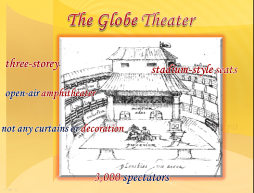 The Globe Theater
three-storey
stadium-style seats
open-air amphitheater
not any curtains or decoration
3,000 spectators